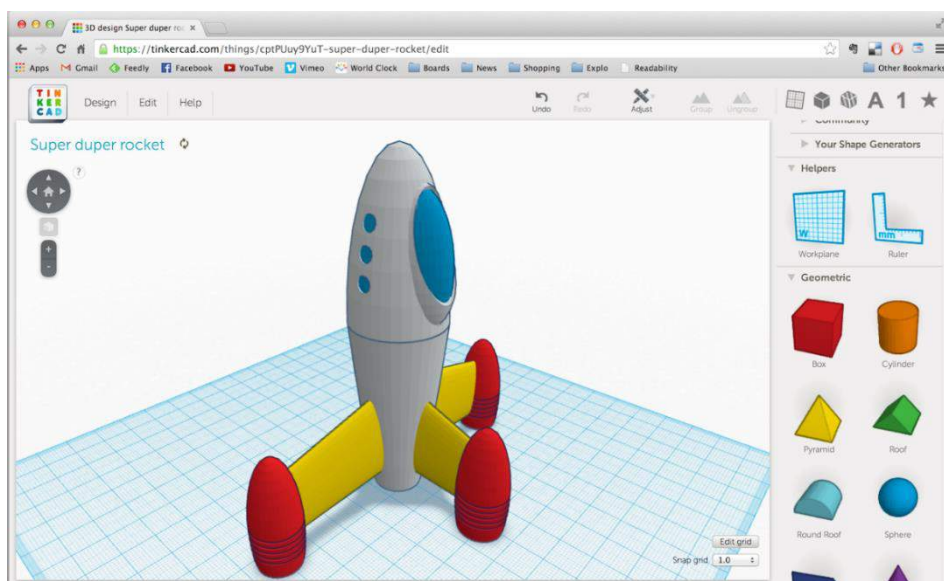 3D design Super duper roc
https://tinkercad.com/things/cptPUuy9YuT-super-duper-rocket/edit
Apps Gmail Feedly Facebook YouTube Vimeo World Clock Boards News Shopping Explo Readability Other Bookmarks
TIN
KER
CAD
Design Edit Help Undo Redo Adjust Group Ungroup A 1
Community
Super duper rocket
?
Your Shape Generators
Helpers
W
mm
Workplane Ruler
+
-
Geometric
Box Cylinder
Pyramid Roof
Round Roof Sphere
Edit grid
Snap grid 1.0